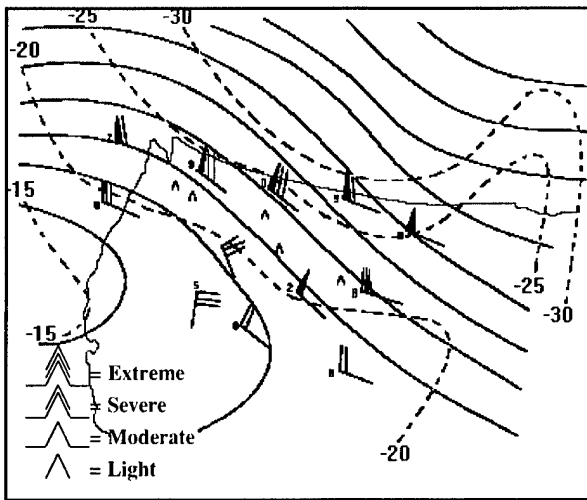 -25
-30
-20
-15
-15
= Extreme
= Severe
= Moderate
= Light
-25
-30
-20